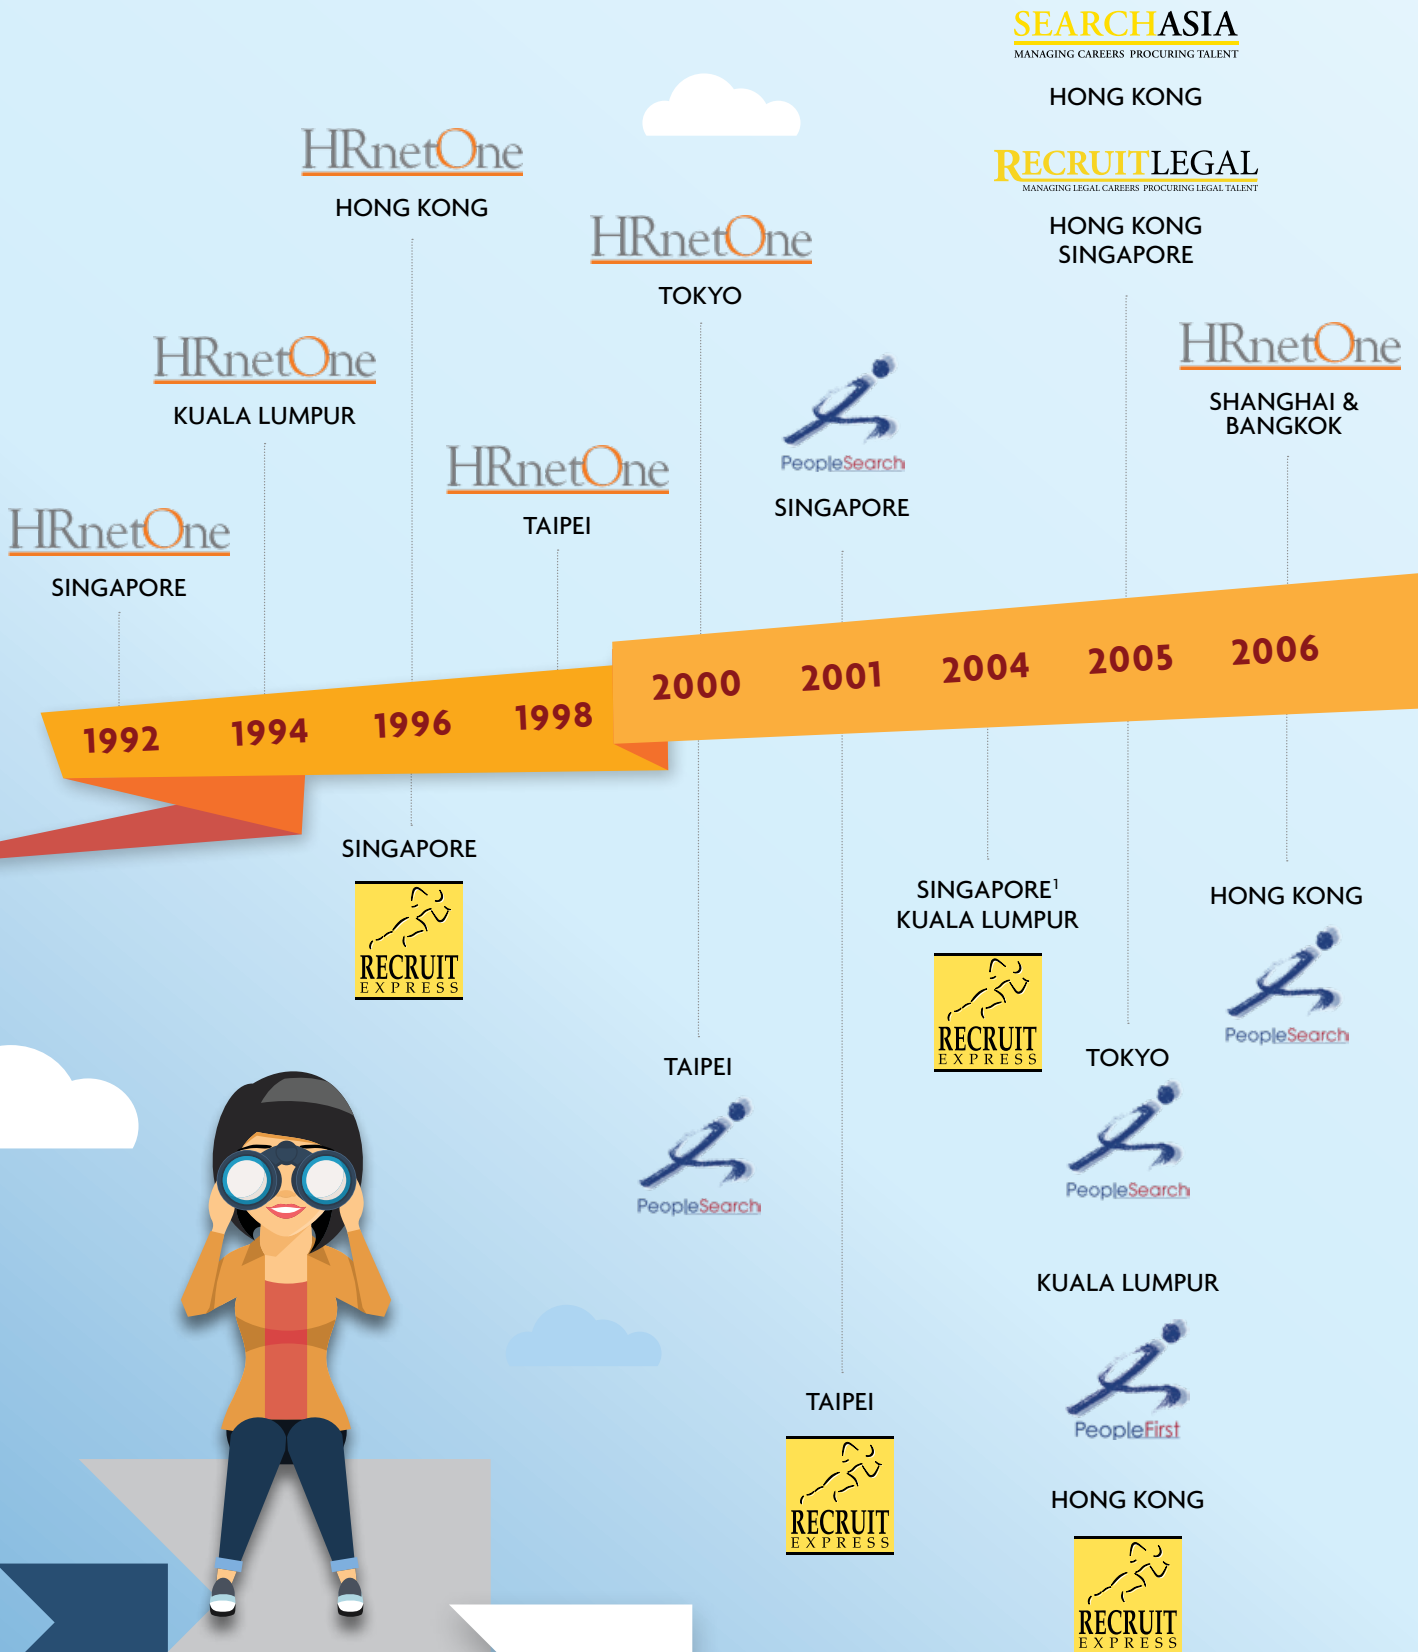 SEARCHASIA
MANAGING CAREERS PROCURING TALENT
HONG KONG
RECRUITLEGAL
MANAGING LEGAL CAREERS PROCURING LEGAL TALENT
HONG KONG
SINGAPORE
HRnetOne
HONG KONG
HRnetOne
TOKYO
HRnetOne
KUALA LUMPUR
HRnetOne
SHANGHAI &
BANGKOK
PeopleSearch
SINGAPORE
HRnetOne
TAIPEI
HRnetOne
SINGAPORE
1992
1994
1996
1998
2000
2001
2004
2005
2006
SINGAPORE
RECRUIT
EXPRESS
SINGAPORE¹
KUALA LUMPUR
RECRUIT
EXPRESS
HONG KONG
PeopleSearch
TAIPEI
PeopleSearch
TOKYO
PeopleSearch
KUALA LUMPUR
PeopleFirst
TAIPEI
RECRUIT
EXPRESS
HONG KONG
RECRUIT
EXPRESS